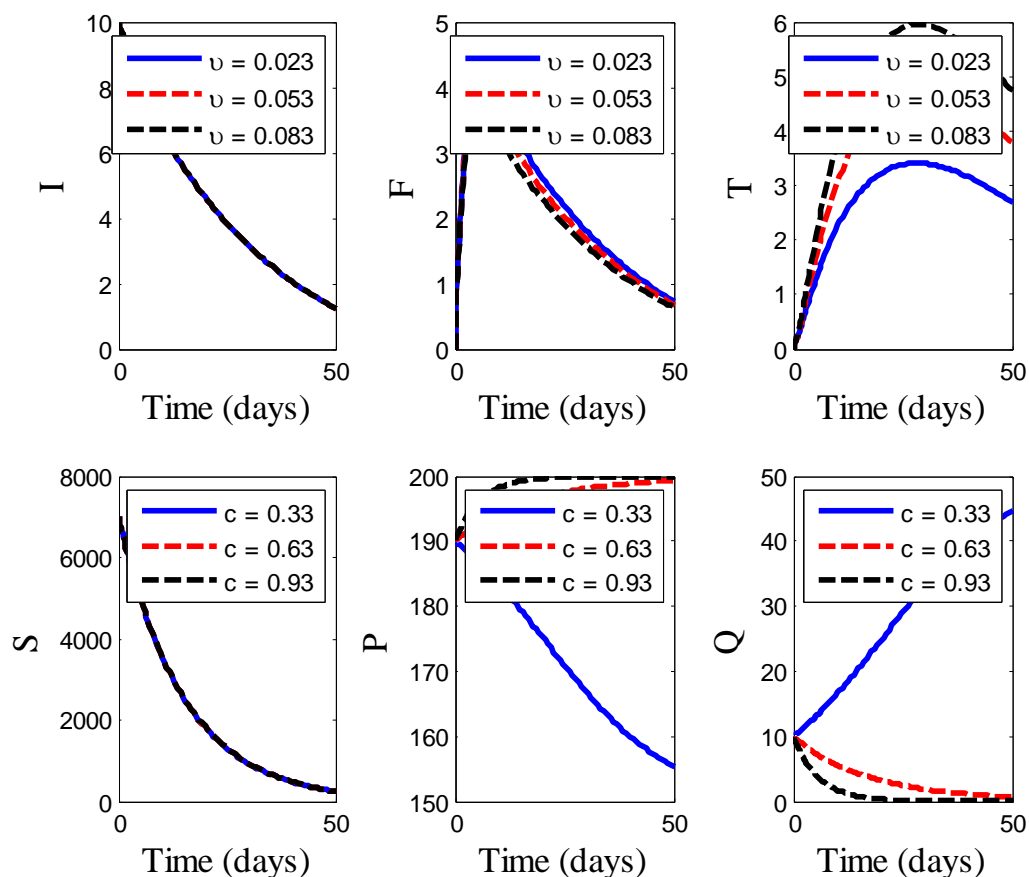 10
8
6
4
2
0
I
υ = 0.023
υ = 0.053
υ = 0.083
0
50
Time (days)
5
4
3
2
1
0
F
υ = 0.023
υ = 0.053
υ = 0.083
0
50
Time (days)
6
5
4
3
2
1
0
T
υ = 0.023
υ = 0.053
υ = 0.083
0
50
Time (days)
8000
6000
4000
2000
0
S
c = 0.33
c = 0.63
c = 0.93
0
50
Time (days)
200
190
180
170
160
150
P
c = 0.33
c = 0.63
c = 0.93
0
50
Time (days)
50
40
30
20
10
0
Q
c = 0.33
c = 0.63
c = 0.93
0
50
Time (days)